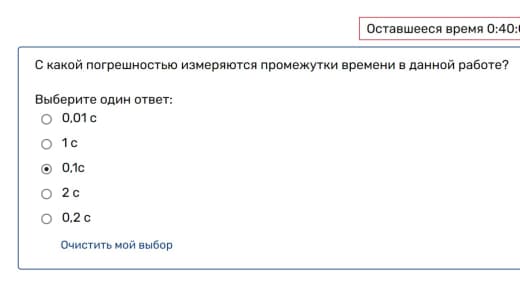 Оставшееся время 0:40:
С какой погрешностью измеряются промежутки времени в данной работе?
Выберите один ответ:
0,01 с
1 с
0,1с
2 с
0,2 с
Очистить мой выбор